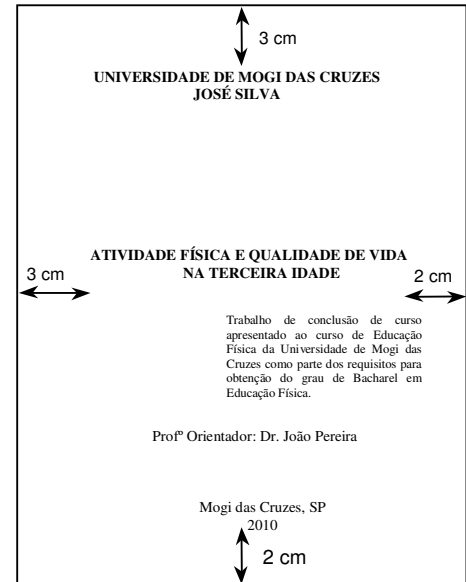 3 cm
UNIVERSIDADE DE MOGI DAS CRUZES
JOSÉ SILVA
ATIVIDADE FÍSICA E QUALIDADE DE VIDA
NA TERCEIRA IDADE
3 cm
2 cm
Trabalho de conclusão de curso
apresentado ao curso de Educação
Física da Universidade de Mogi das
Cruzes como parte dos requisitos para
obtenção do grau de Bacharel em
Educação Física.
Profº Orientador: Dr. João Pereira
Mogi das Cruzes, SP
2010
2 cm